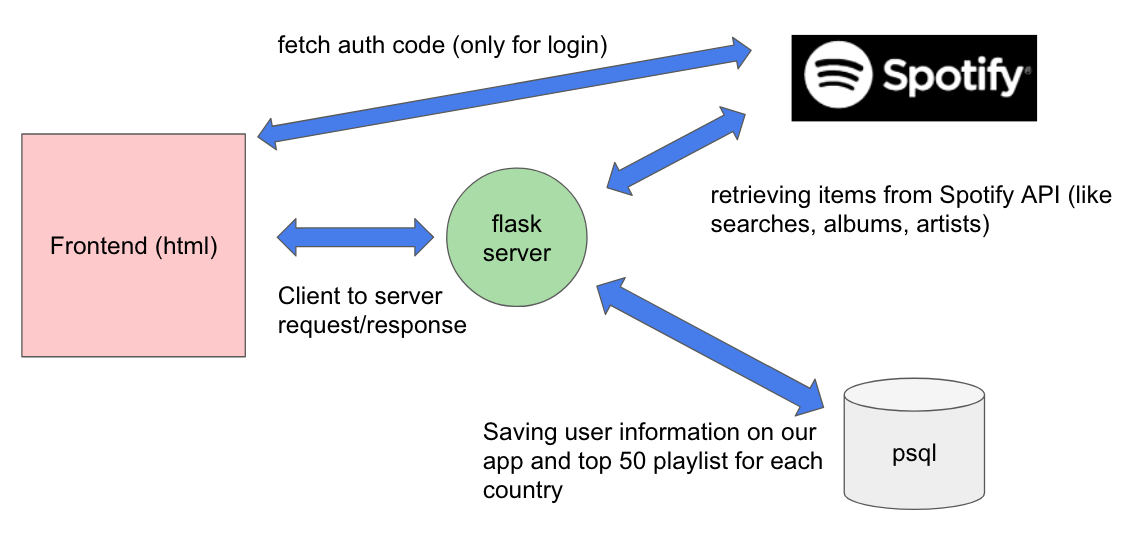 fetch auth code (only for login)
Spotify®
retrieving items from Spotify API (like
searches, albums, artists)
Frontend (html)
flask
server
Client to server
request/response
Saving user information on our
app and top 50 playlist for each
country
psql